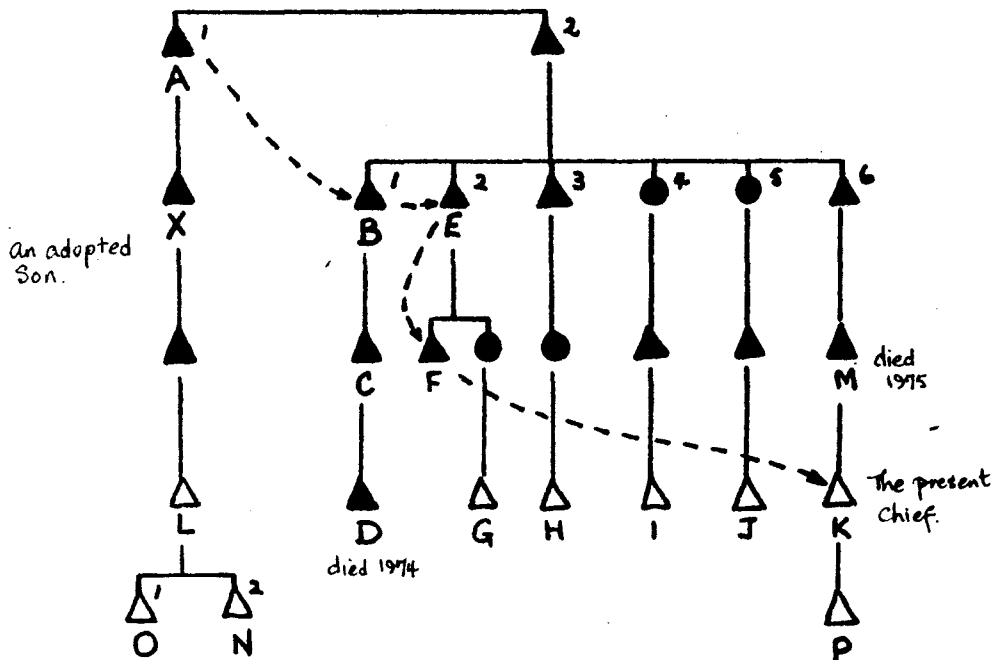 1 2
A
1 2 3 4 5 6
X B E
an adopted
Son.
C F M died
1975
The present
Chief.
L D G H I J K
died 1974
1 2
O N P